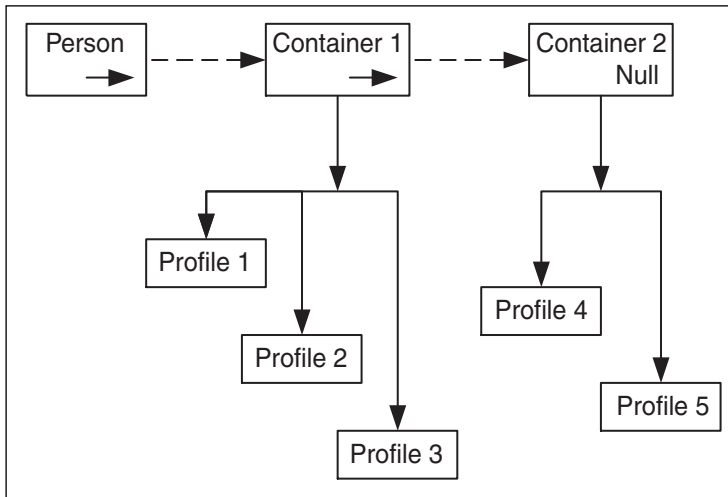 Person
Container 1
Container 2
Null
Profile 1
Profile 2
Profile 3
Profile 4
Profile 5